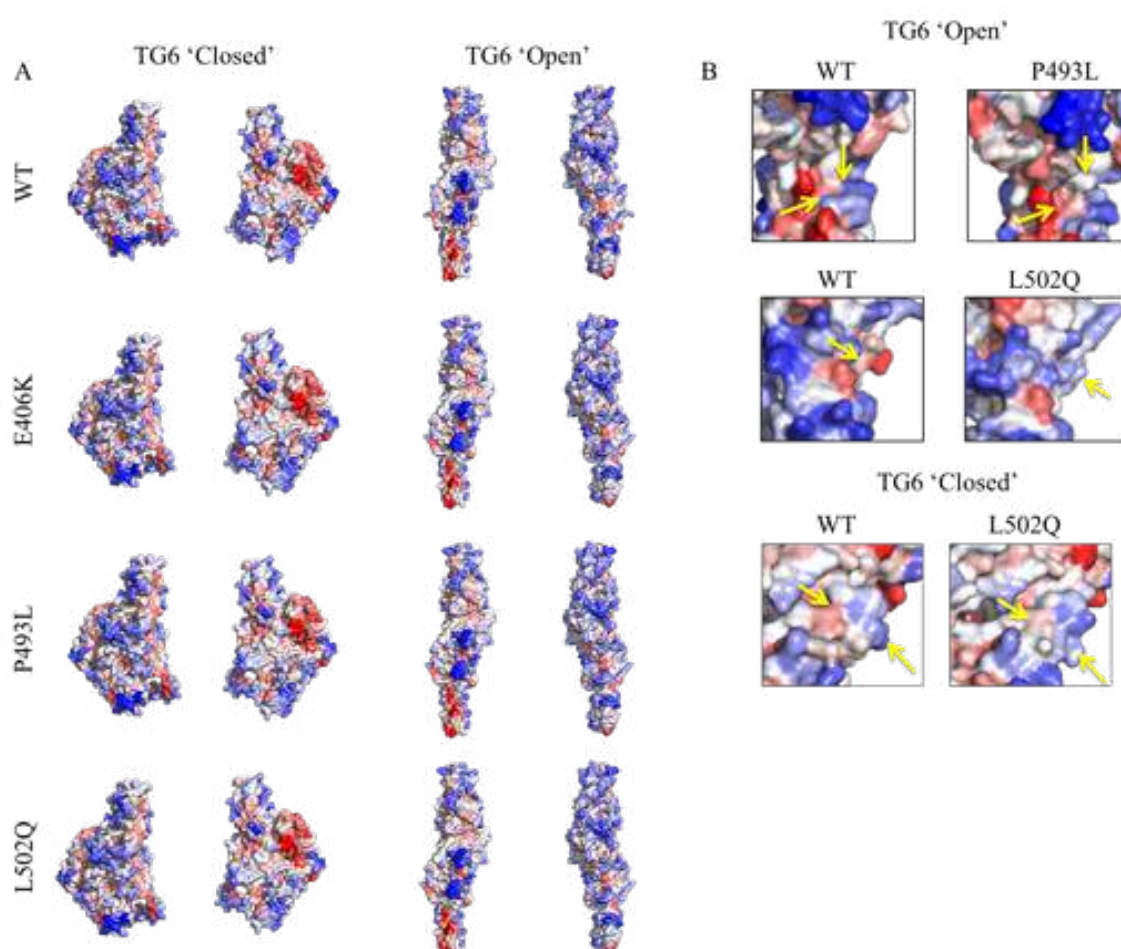 TG6 ‘Closed’
TG6 ‘Open’
A
WT
E406K
P493L
L502Q
TG6 ‘Open’
B
WT
P493L
WT
L502Q
TG6 ‘Closed’
WT
L502Q